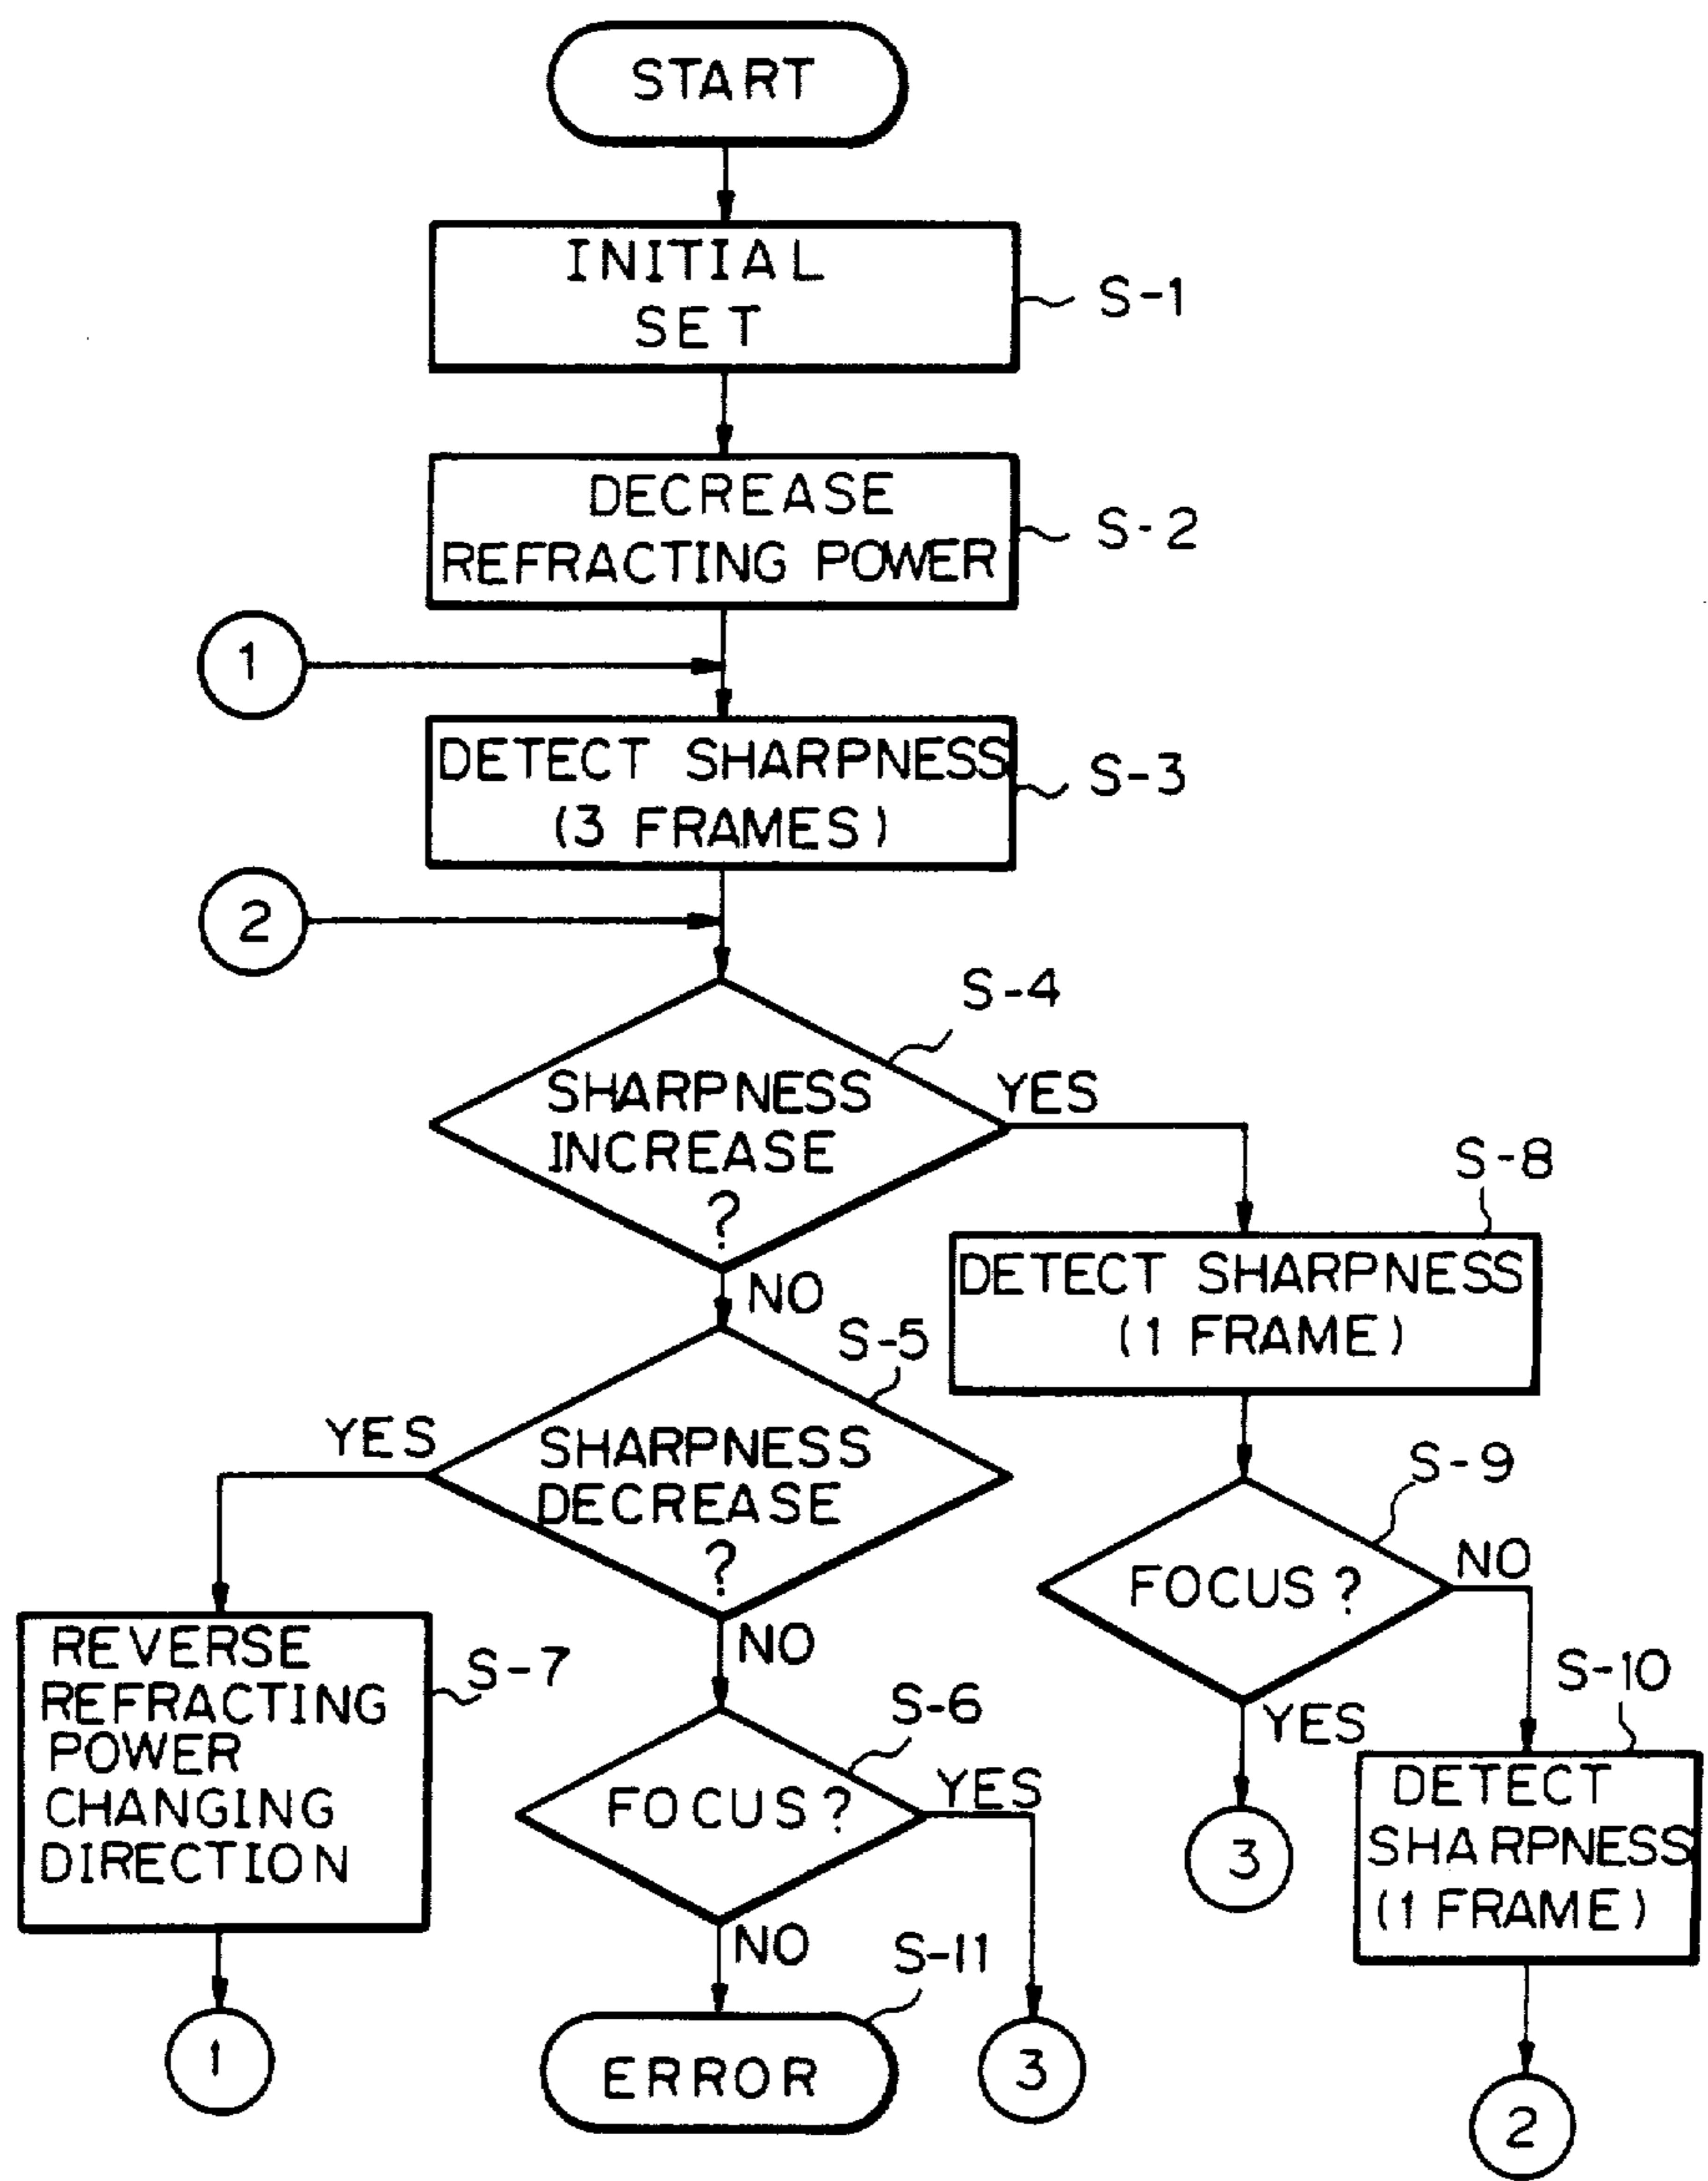 START
INITIAL
SET
S-1
DECREASE
REFRACTING POWER
S-2
1
DETECT SHARPNESS
(3 FRAMES)
S-3
2
S-4
SHARPNESS
INCREASE
?
YES
NO
S-8
DETECT SHARPNESS
(1 FRAME)
S-5
YES
SHARPNESS
DECREASE
?
NO
S-9
FOCUS?
NO
YES
3
S-10
DETECT
SHARPNESS
(1 FRAME)
2
REVERSE
REFRACTING
POWER
CHANGING
DIRECTION
S-7
1
S-6
FOCUS?
YES
NO
3
S-11
ERROR